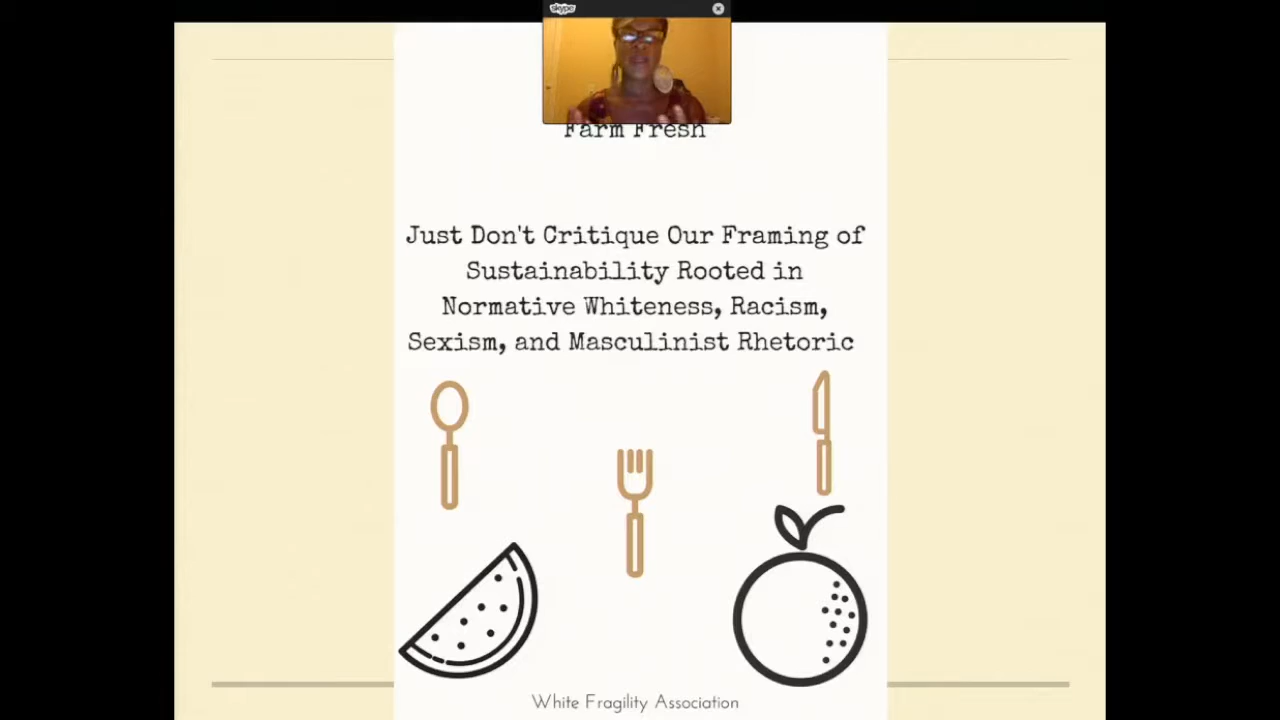 skype
Farm Fresh
Just Don't Critique Our Framing of
Sustainability Rooted in
Normative Whiteness, Racism,
Sexism, and Masculinist Rhetoric
White Fragility Association